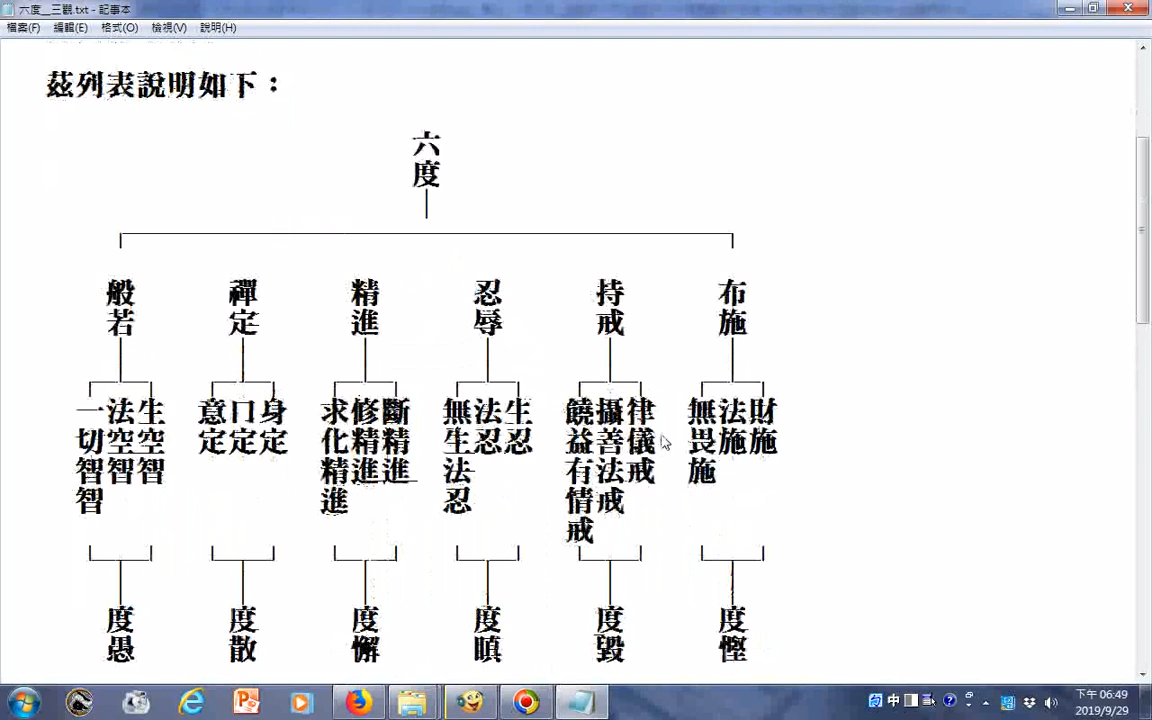 六度__三觀.txt - 記事本
檔案(F) 編輯(E) 格式(O) 檢視(V) 說明(H)
茲列表說明如下：
六度
布施
持戒
忍辱
精進
禪定
般若
財施
法施
無畏施
律儀戒
攝善法戒
饒益有情戒
生忍
法忍
無生法忍
斷精進
修精進
求化精進
身定
口定
意定
生空智
法空智
一切智智
度慳
度毀
度瞋
度懈
度散
度愚
中
下午 06:49
2019/9/29